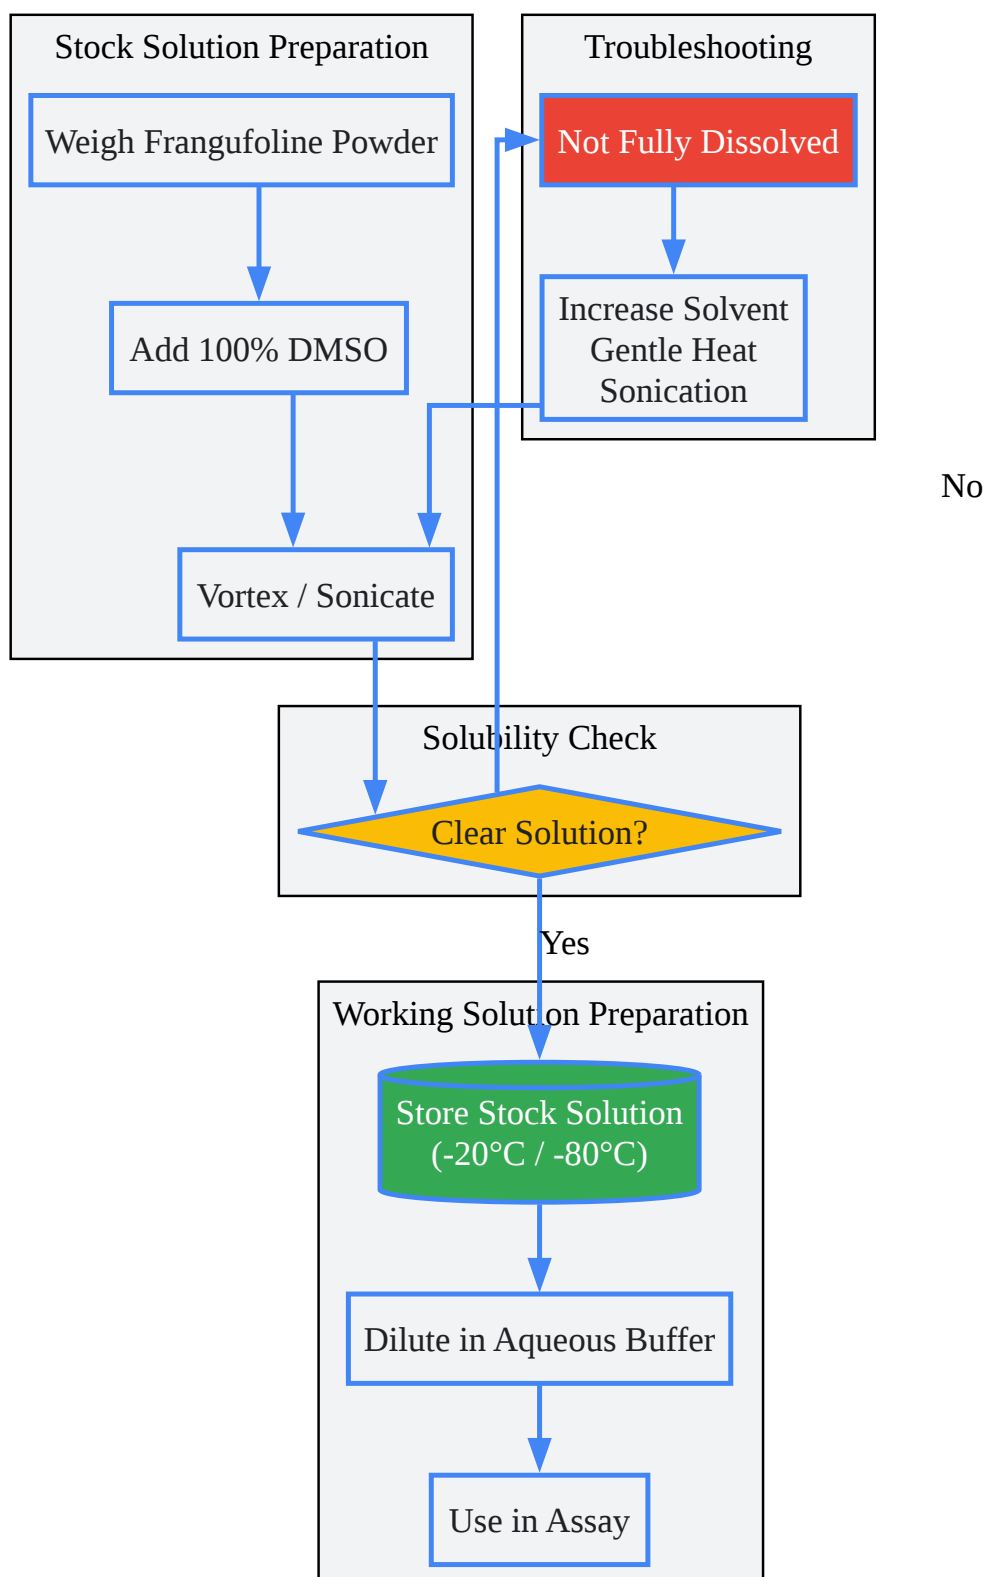 Stock Solution Preparation
Weigh Frangufoline Powder
Add 100% DMSO
Vortex / Sonicate
Troubleshooting
Not Fully Dissolved
Increase Solvent
Gentle Heat
Sonication
No
Solubility Check
Clear Solution?
Yes
Working Solution Preparation
Store Stock Solution
(-20°C / -80°C)
Dilute in Aqueous Buffer
Use in Assay